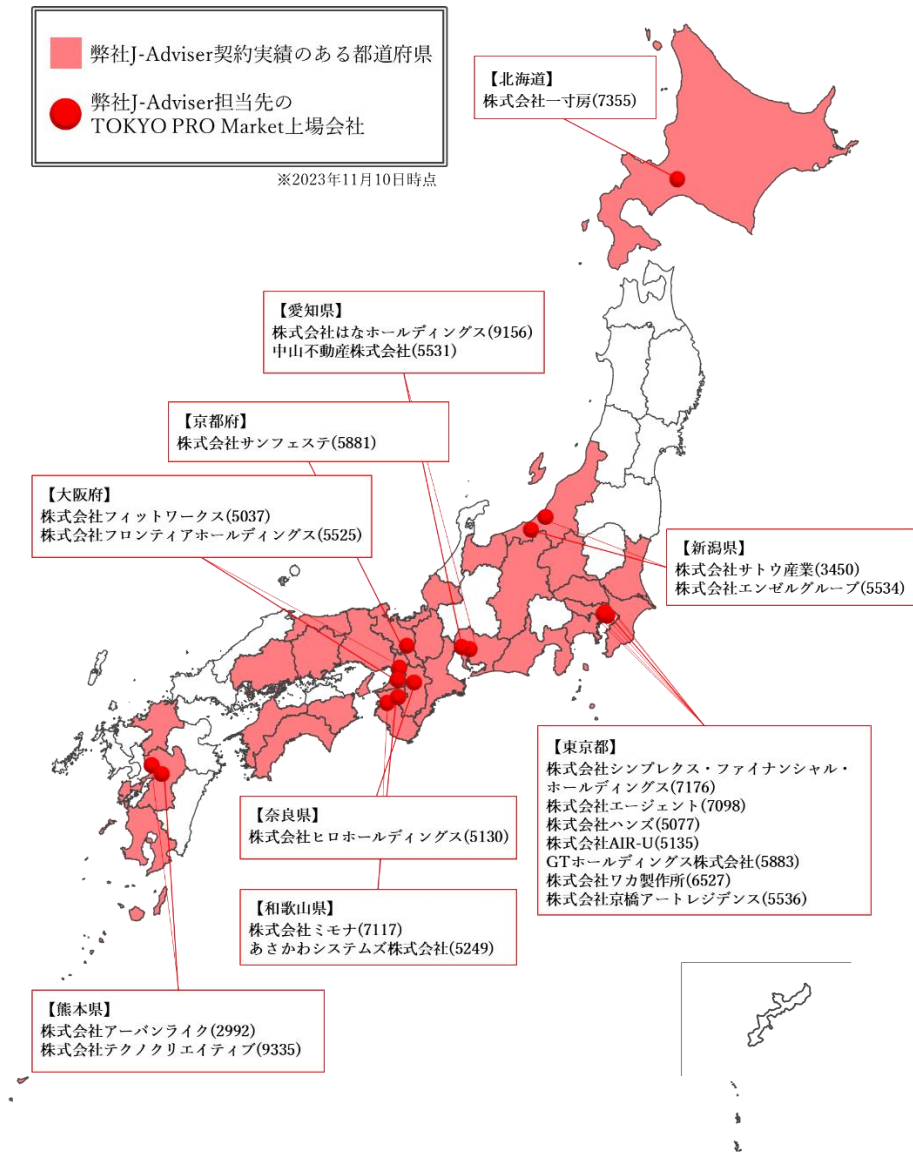 弊社J-Adviser契約実績のある都道府県
弊社J-Adviser担当先の
TOKYO PRO Market上場会社
※2023年11月10日時点
【北海道】
株式会社一寸房(7355)
【愛知県】
株式会社はなホールディングス(9156)
中山不動産株式会社(5531)
【京都府】
株式会社サンフェステ(5881)
【大阪府】
株式会社フィットワークス(5037)
株式会社フロンティアホールディングス(5525)
【新潟県】
株式会社サトウ産業(3450)
株式会社エンゼルグループ(5534)
【東京都】
株式会社シンプレクス・ファイナンシャル・
ホールディングス(7176)
株式会社エージェント(7098)
株式会社ハンズ(5077)
株式会社AIR-U(5135)
GTホールディングス株式会社(5883)
株式会社ワカ製作所(6527)
株式会社京橋アートレジデンス(5536)
【奈良県】
株式会社ヒロホールディングス(5130)
【和歌山県】
株式会社ミモナ(7117)
あさかわシステムズ株式会社(5249)
【熊本県】
株式会社アーバンライク(2992)
株式会社テクノクリエイティブ(9335)